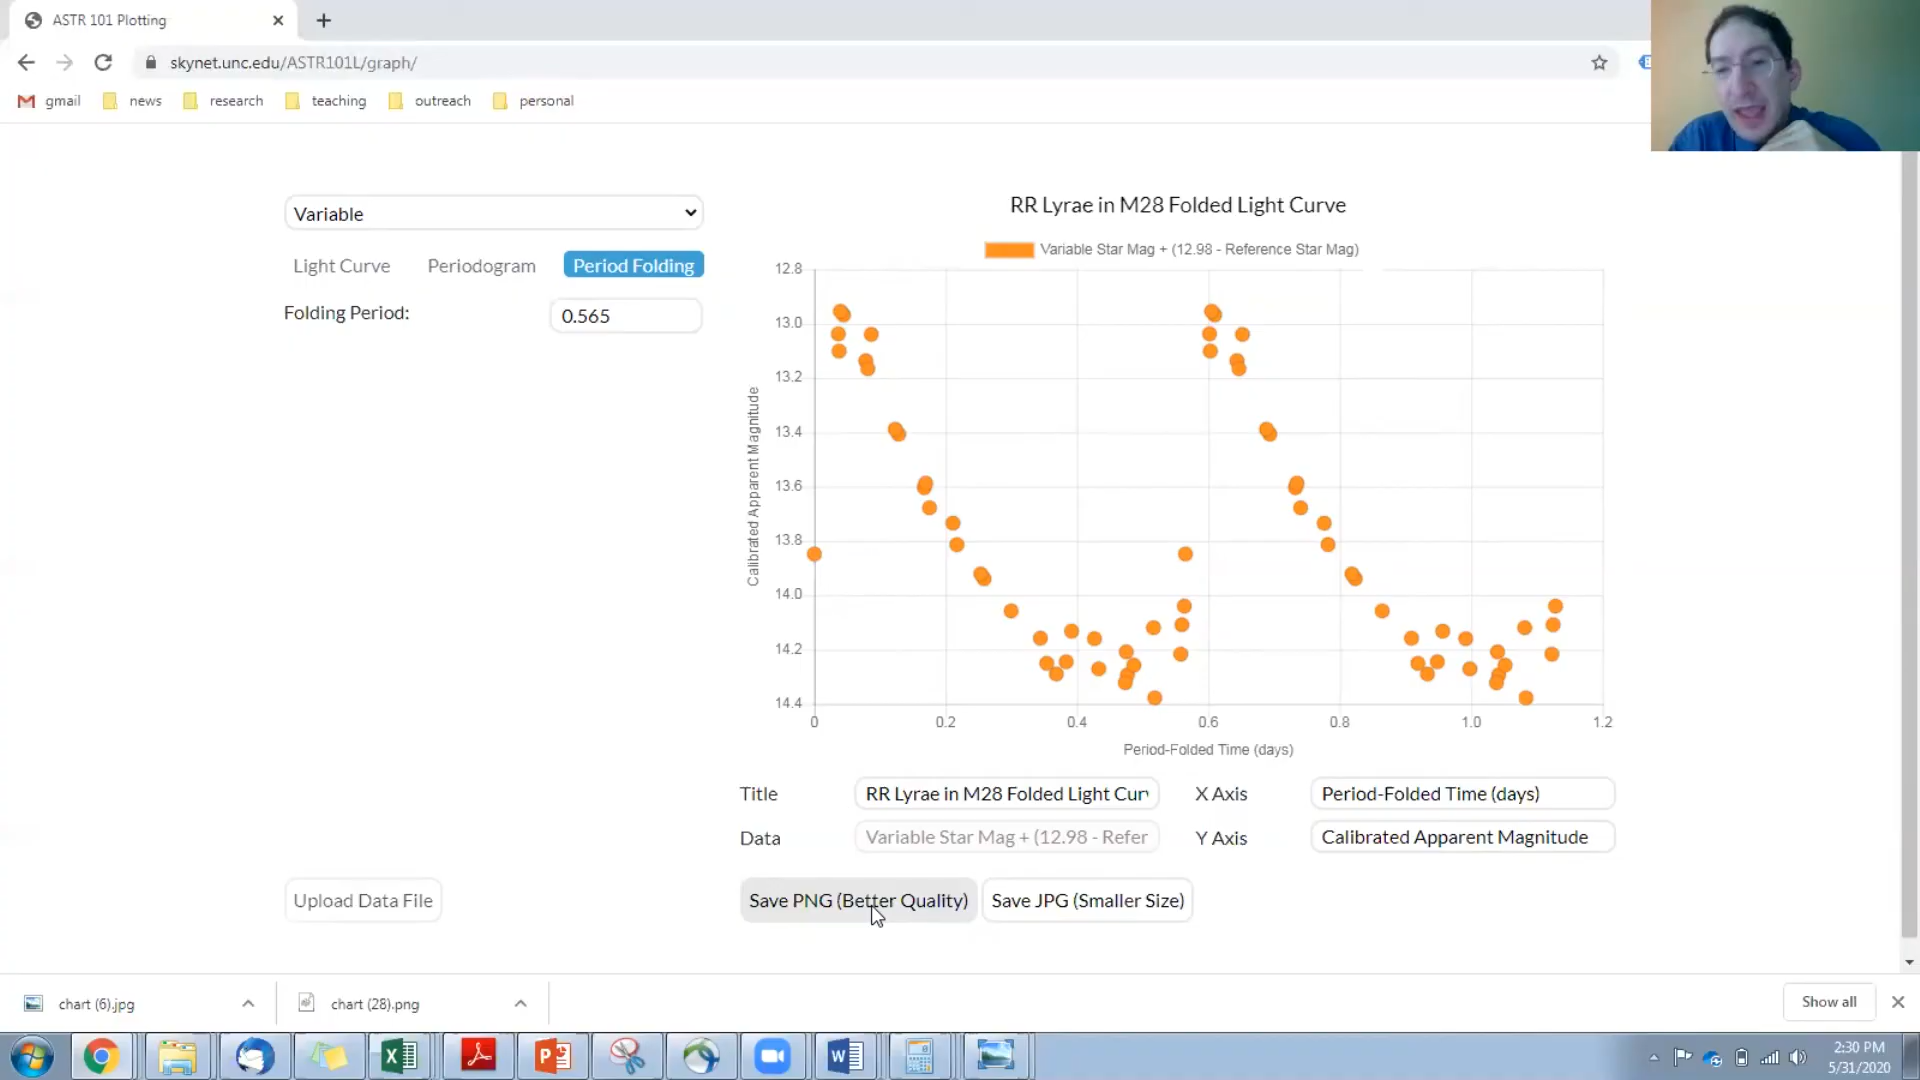 ASTR 101 Plotting
skynet.unc.edu/ASTR101L/graph/
gmail news research teaching outreach personal
Variable
Light Curve Periodogram Period Folding
Folding Period: 0.565
RR Lyrae in M28 Folded Light Curve
Variable Star Mag + (12.98 - Reference Star Mag)
12.8
13.0
13.2
13.4
13.6
13.8
14.0
14.2
14.4
Calibrated Apparent Magnitude
0 0.2 0.4 0.6 0.8 1.0 1.2
Period-Folded Time (days)
Title RR Lyrae in M28 Folded Light Cur X Axis Period-Folded Time (days)
Data Variable Star Mag + (12.98 - Refer Y Axis Calibrated Apparent Magnitude
Upload Data File Save PNG (Better Quality) Save JPG (Smaller Size)
chart (6).jpg chart (28).png Show all
2:30 PM
5/31/2020